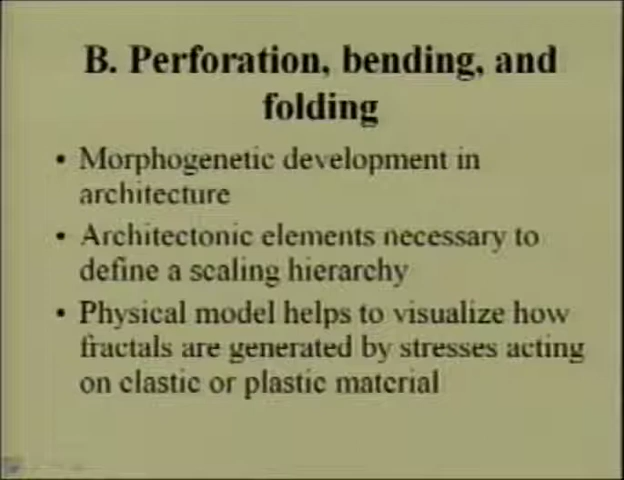 B. Perforation, bending, and
folding
• Morphogenetic development in
architecture
• Architectonic elements necessary to
define a scaling hierarchy
• Physical model helps to visualize how
fractals are generated by stresses acting
on elastic or plastic material